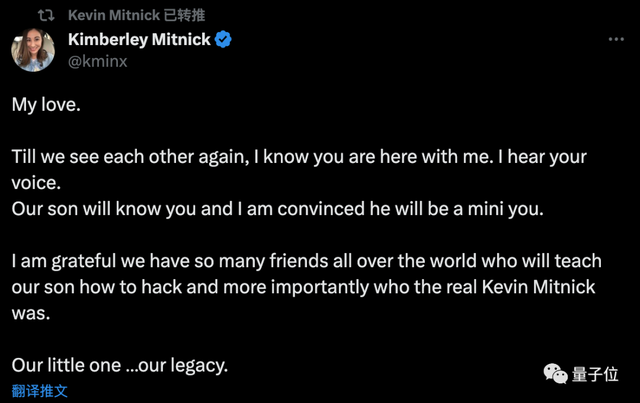 Kevin Mitnick 已转推
Kimberley Mitnick
@kminx
My love.
Till we see each other again, I know you are here with me. I hear your
voice.
Our son will know you and I am convinced he will be a mini you.
I am grateful we have so many friends all over the world who will teach
our son how to hack and more importantly who the real Kevin Mitnick
was.
Our little one ...our legacy.
翻译推文
量子位